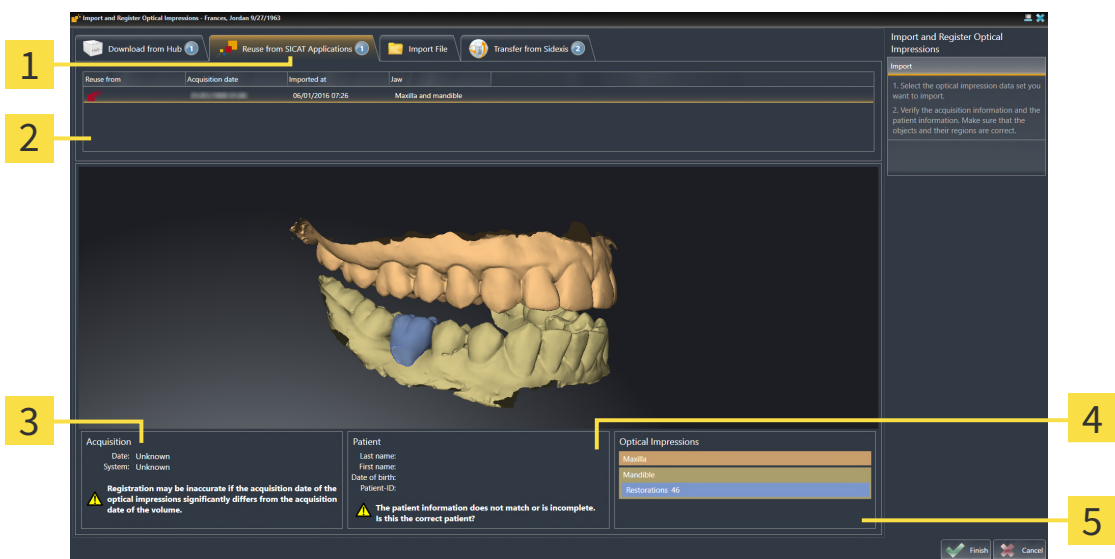 Import and Register Optical Impressions - Frances, Jordan 9/27/1963
Download from Hub 1
Reuse from SICAT Applications 1
Import File
Transfer from Sidexis 2
Import and Register Optical
Impressions
Import
1. Select the optical impression data set you
want to import.
2. Verify the acquisition information and the
patient information. Make sure that the
objects and their regions are correct.
1
Reuse from Acquisition date Imported at Jaw
06/01/2016 07:26 Maxilla and mandible
2
3
Acquisition
Date: Unknown
System: Unknown
Registration may be inaccurate if the acquisition date of the
optical impressions significantly differs from the acquisition
date of the volume.
Patient
Last name:
First name:
Date of birth:
Patient-ID:
The patient information does not match or is incomplete.
Is this the correct patient?
4
Optical Impressions
Maxilla
Mandible
Restorations 46
5
Finish
Cancel